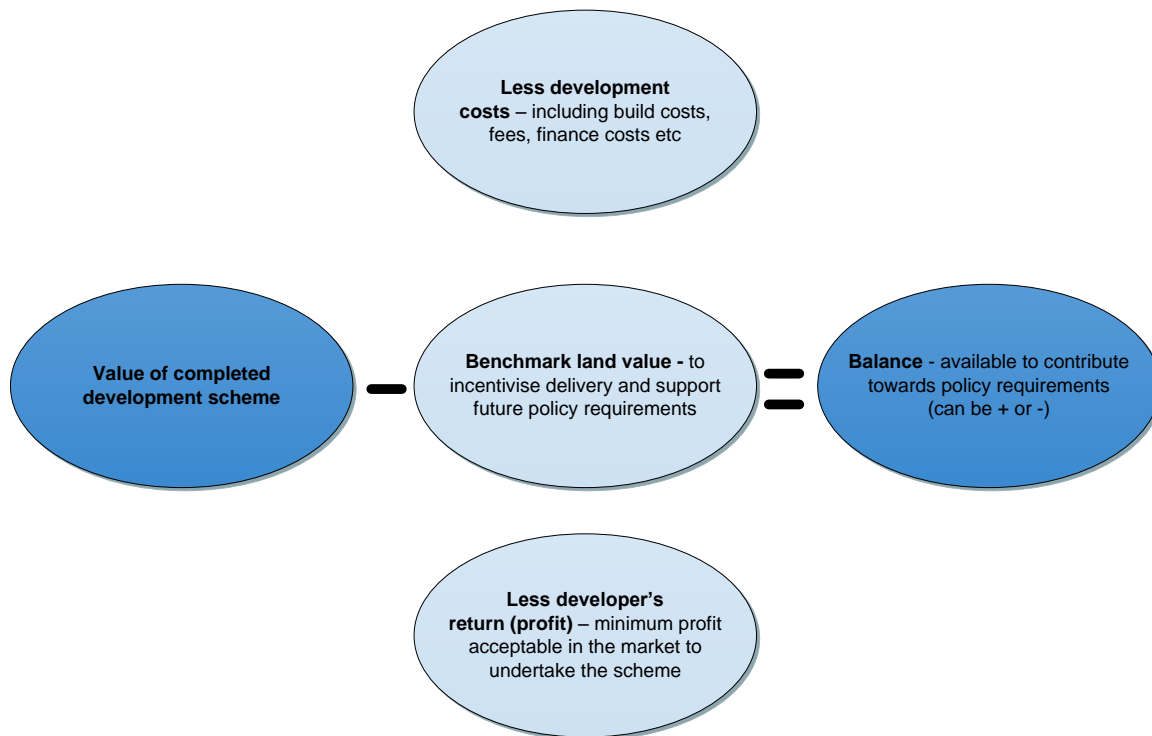 Less development
costs – including build costs,
fees, finance costs etc
Value of completed
development scheme
Benchmark land value - to
incentivise delivery and support
future policy requirements
Balance - available to contribute
towards policy requirements
(can be + or -)
Less developer’s
return (profit) – minimum profit
acceptable in the market to
undertake the scheme